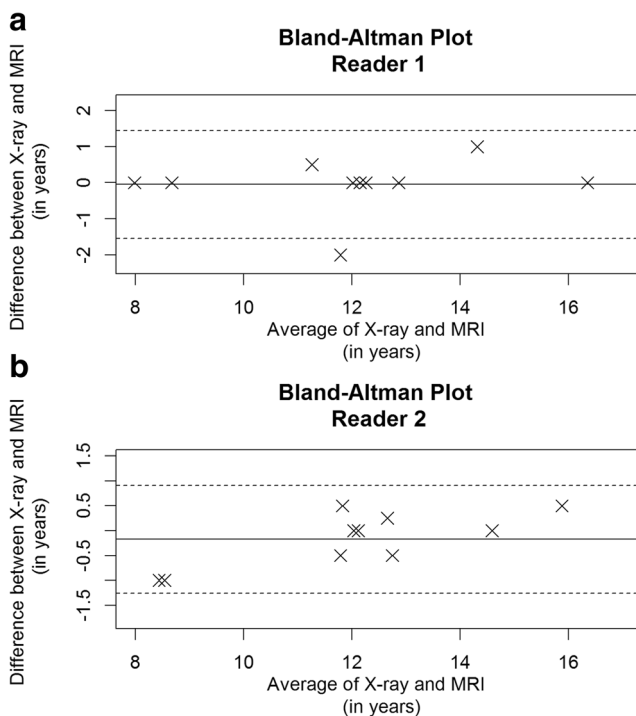 a
Bland-Altman Plot
Reader 1
Difference between X-ray and MRI
(in years)
2
1
0
-1
-2
8 10 12 14 16
Average of X-ray and MRI
(in years)
b
Bland-Altman Plot
Reader 2
Difference between X-ray and MRI
(in years)
1.5
0.5
-0.5
-1.5
8 10 12 14 16
Average of X-ray and MRI
(in years)